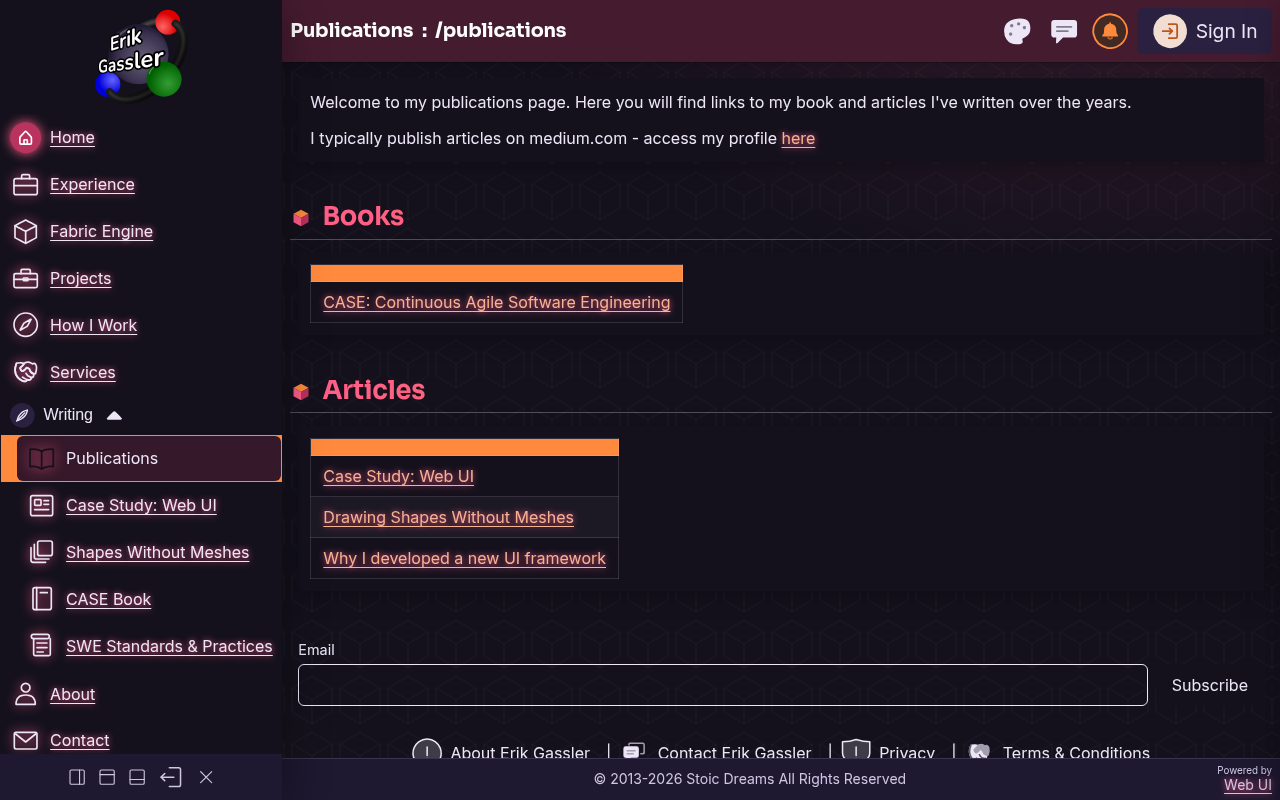 Erik
Gassler
Home
Experience
Fabric Engine
Projects
How I Work
Services
Writing
Publications
Case Study: Web UI
Shapes Without Meshes
CASE Book
SWE Standards & Practices
About
Contact
Publications : /publications
Sign In
Welcome to my publications page. Here you will find links to my book and articles I've written over the years.
I typically publish articles on medium.com - access my profile here
Books
CASE: Continuous Agile Software Engineering
Articles
Case Study: Web UI
Drawing Shapes Without Meshes
Why I developed a new UI framework
Email
Subscribe
About Erik Gassler | Contact Erik Gassler | Privacy | Terms & Conditions
© 2013-2026 Stoic Dreams All Rights Reserved
Powered by
Web UI